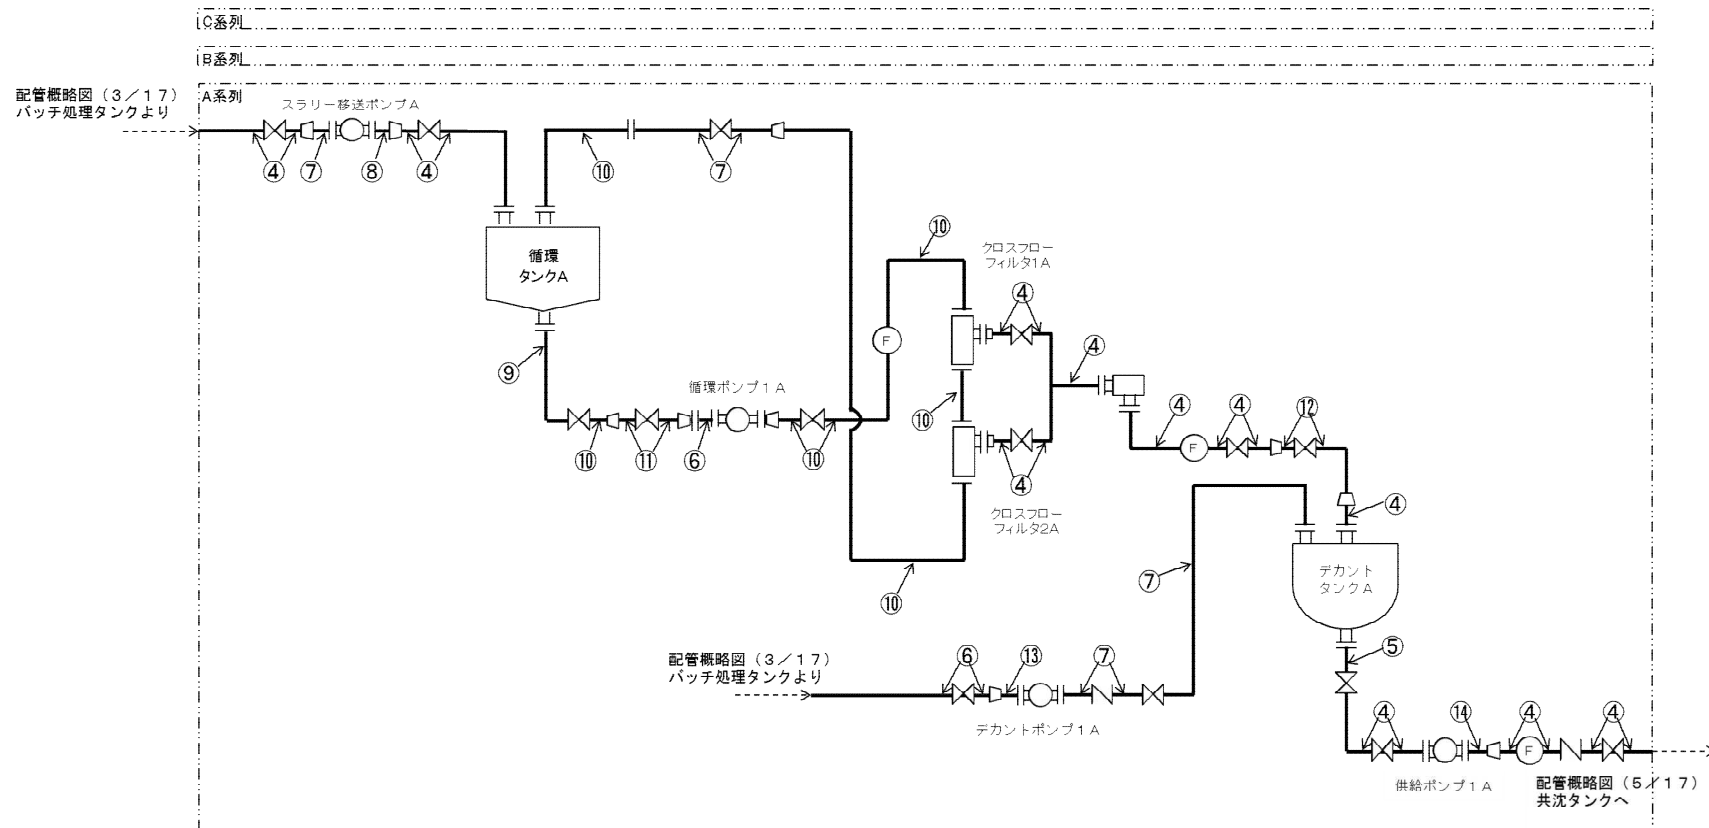 C系列
B系列
A系列
配管概略図（３／１７）
バッチ処理タンクより
スラリー移送ポンプA
④
⑦
⑧
④
⑩
⑦
循環
タンクA
⑩
クロスフロー
フィルタ1A
④
F
④
⑨
循環ポンプ１A
⑩
④
④
⑫
F
⑩
⑪
⑥
⑩
④
④
クロスフロー
フィルタ2A
⑦
デカント
タンクA
⑩
⑤
配管概略図（３／１７）
バッチ処理タンクより
⑥
⑬
⑦
デカントポンプ１A
④
⑭
④
④
F
供給ポンプ１A
配管概略図（５／１７）
共沈タンクへ